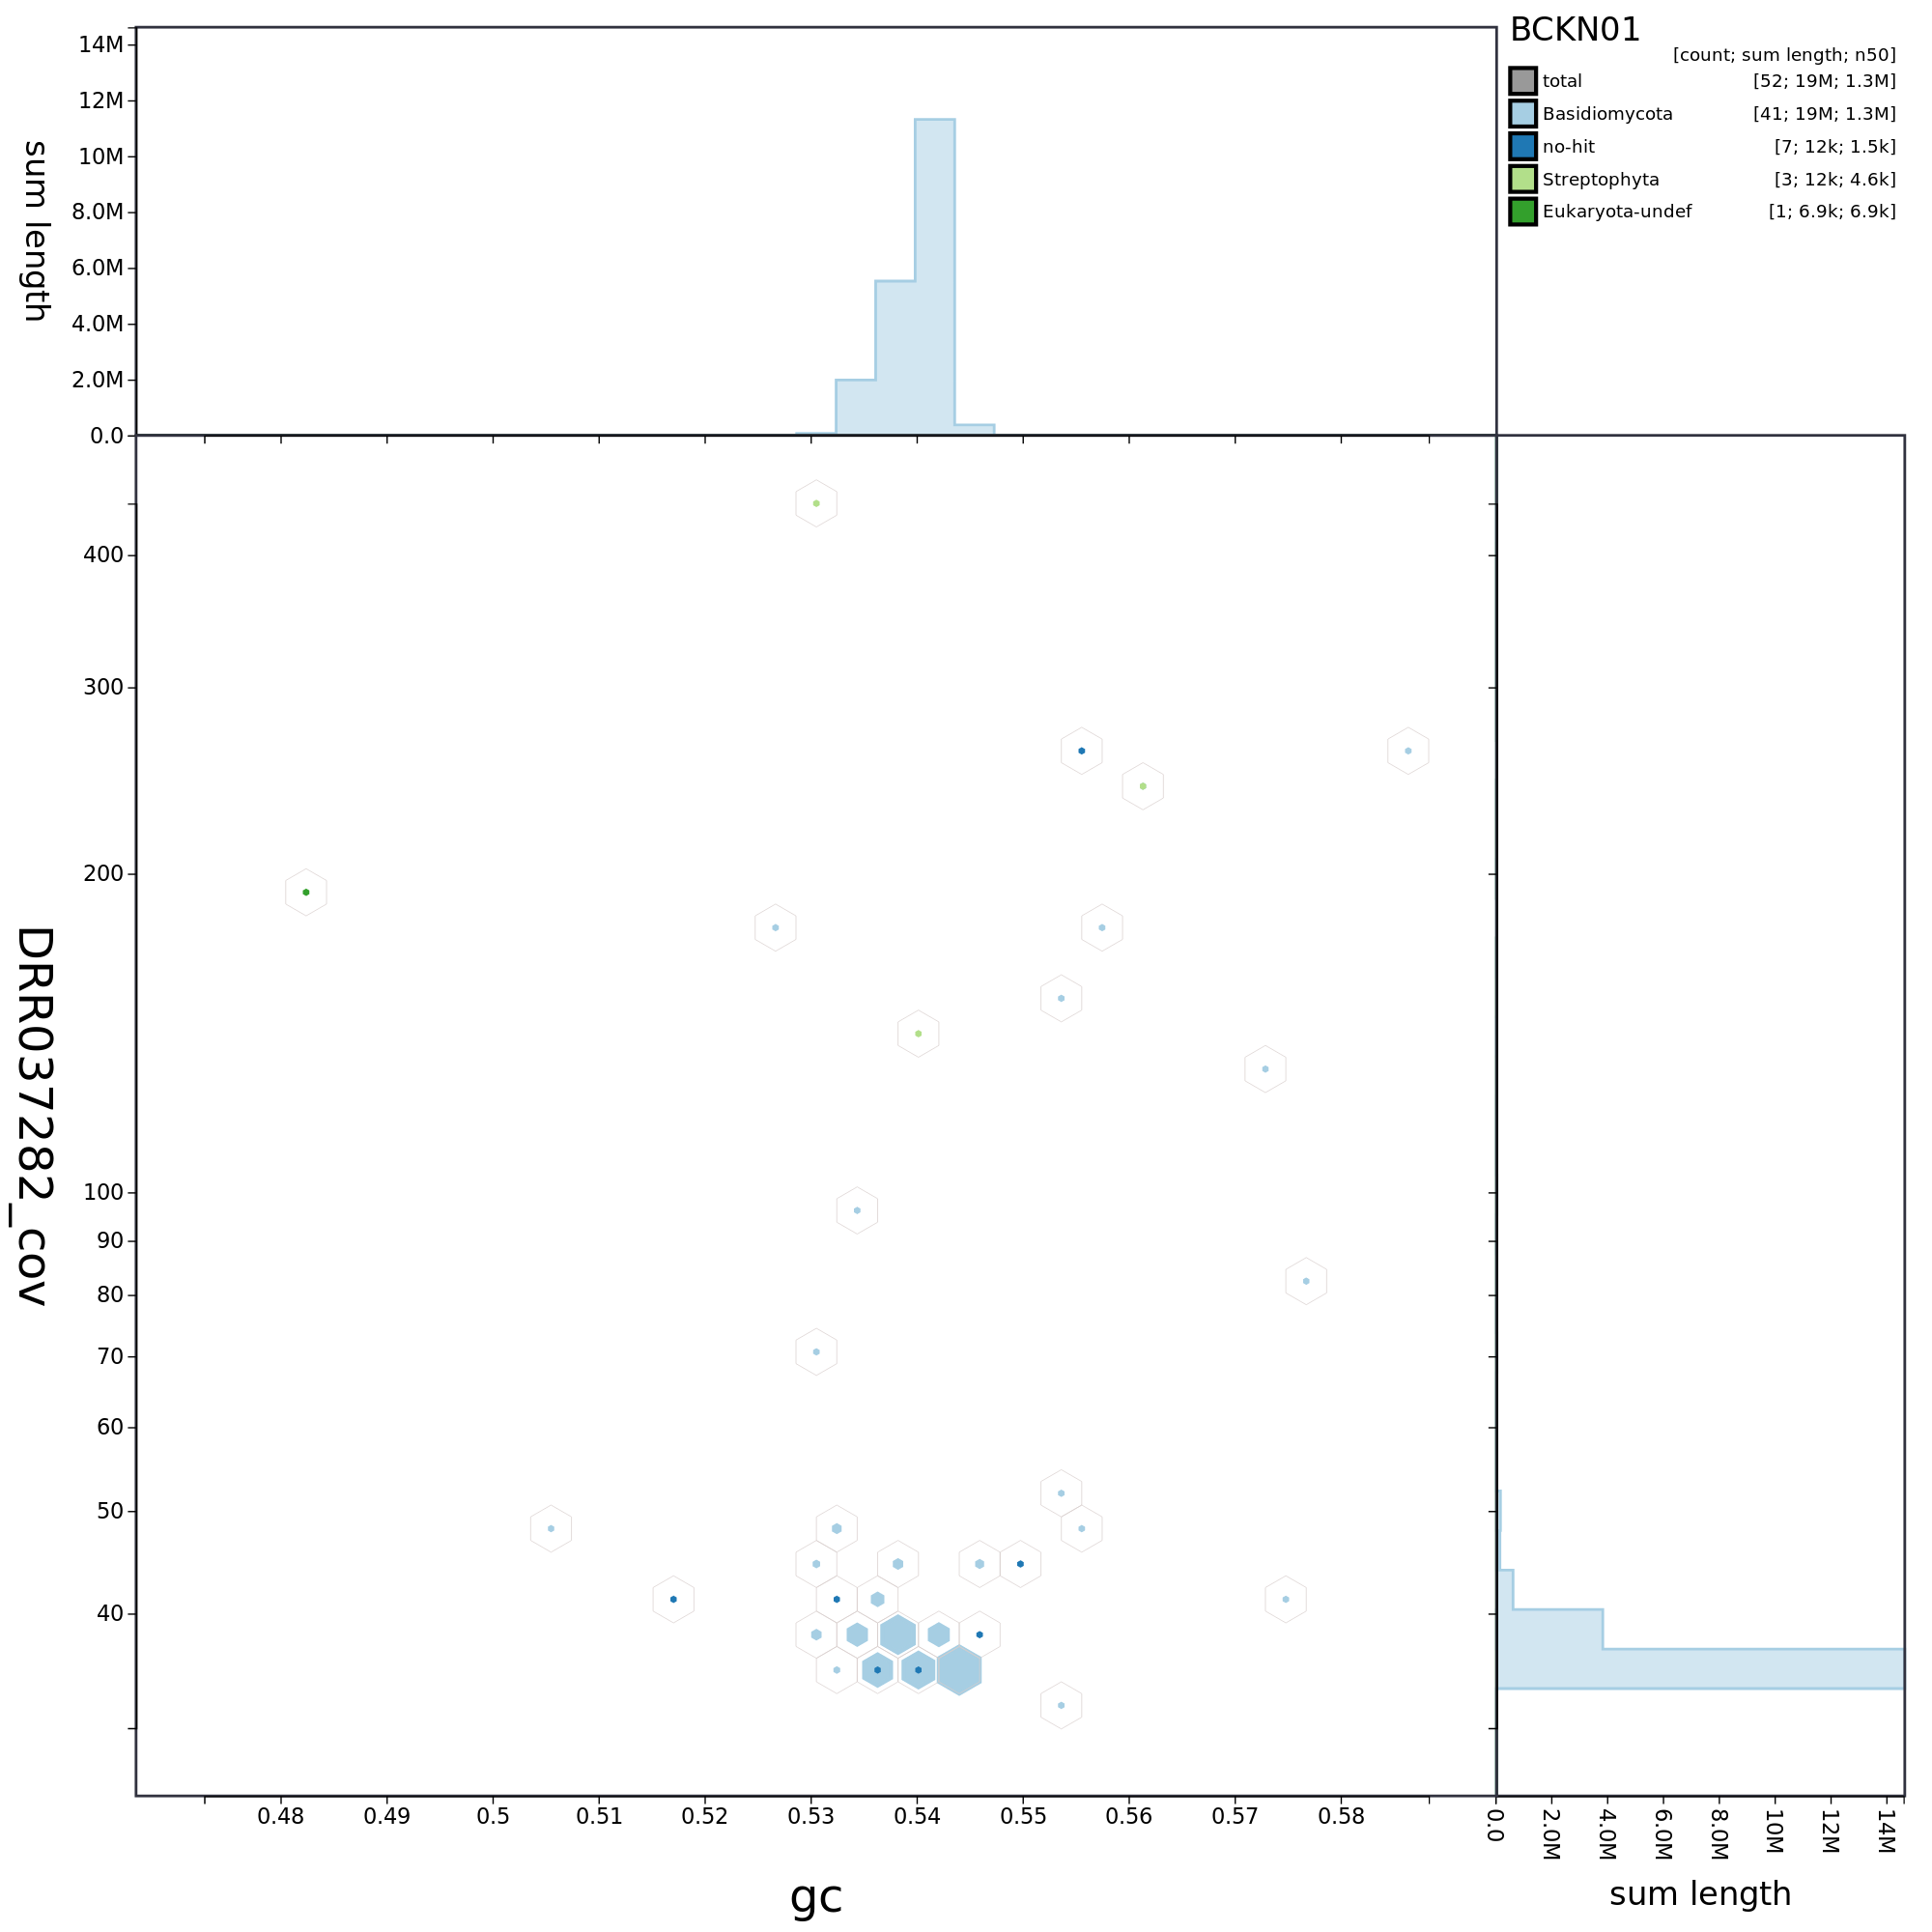 BCKN01
[count; sum length; n50]
total [52; 19M; 1.3M]
Basidiomycota [41; 19M; 1.3M]
no-hit [7; 12k; 1.5k]
Streptophyta [3; 12k; 4.6k]
Eukaryota-undef [1; 6.9k; 6.9k]
sum length
14M
12M
10M
8.0M
6.0M
4.0M
2.0M
0.0
DRR037282_cov
400
300
200
100
90
80
70
60
50
40
0.48 0.49 0.5 0.51 0.52 0.53 0.54 0.55 0.56 0.57 0.58
gc
0.0 2.0M 4.0M 6.0M 8.0M 10M 12M 14M
sum length